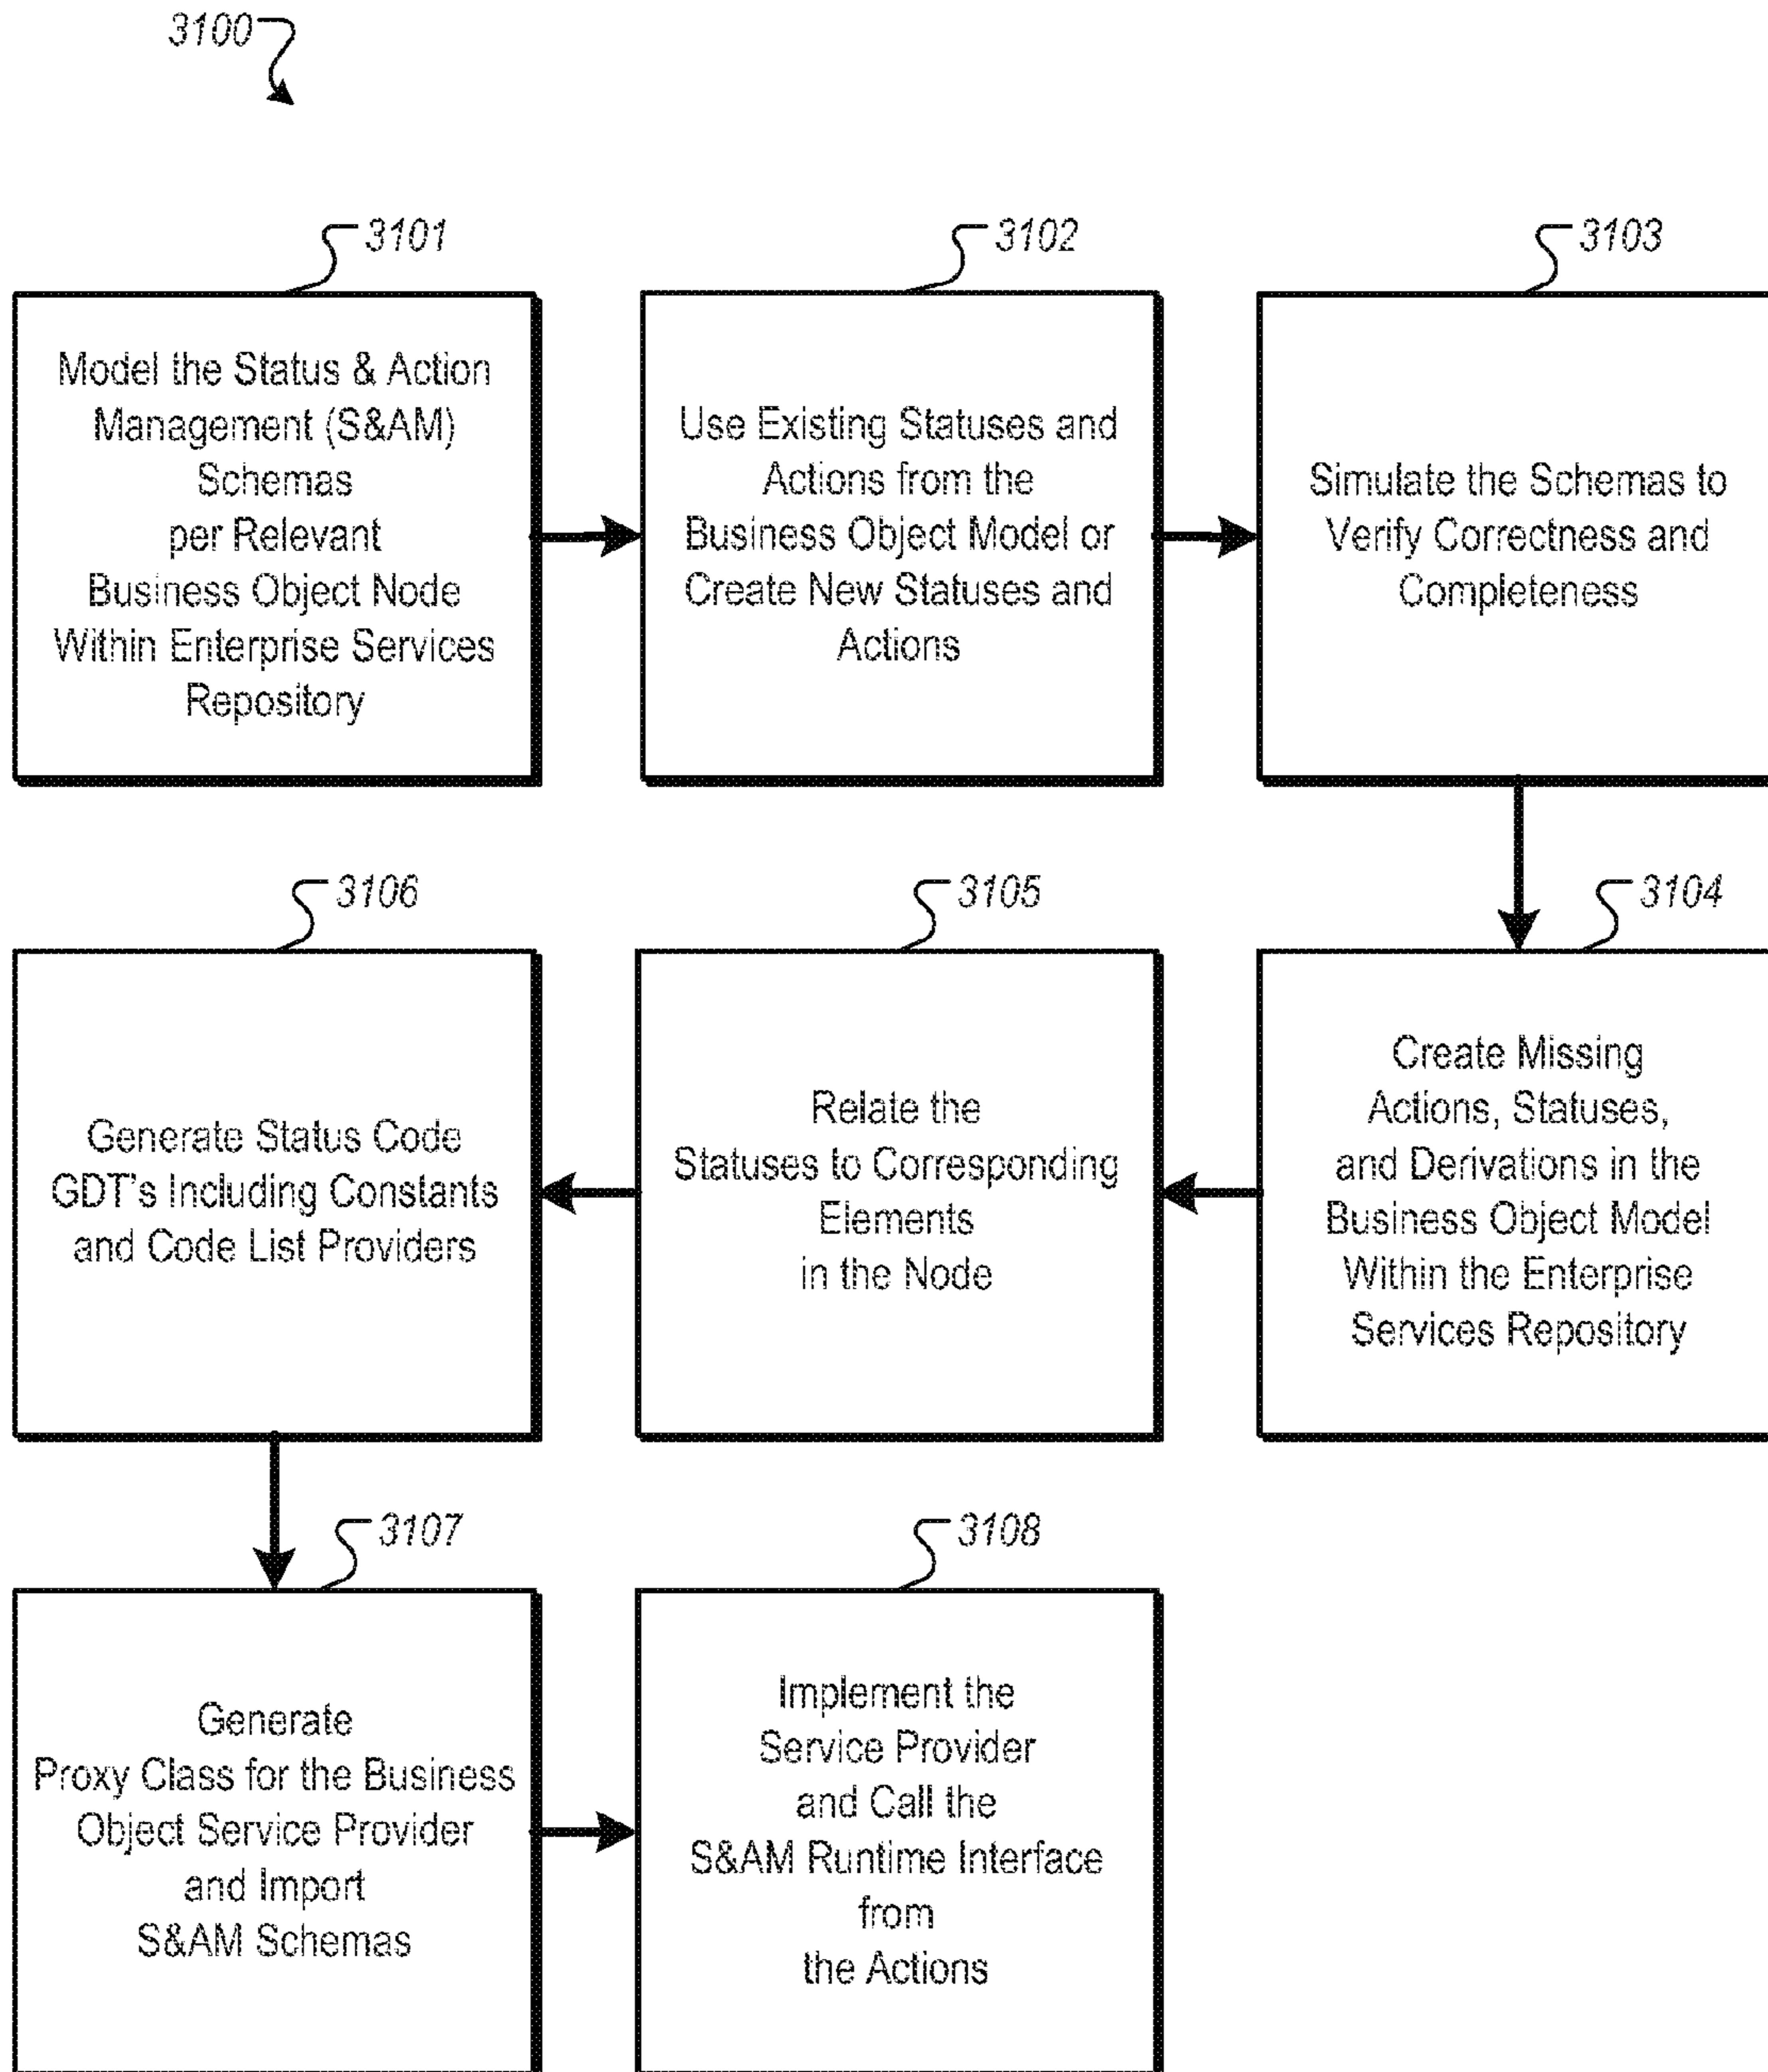 3100
3101
Model the Status & Action
Management (S&AM)
Schemas
per Relevant
Business Object Node
Within Enterprise Services
Repository
3102
Use Existing Statuses and
Actions from the
Business Object Model or
Create New Statuses and
Actions
3103
Simulate the Schemas to
Verify Correctness and
Completeness
3104
Create Missing
Actions, Statuses,
and Derivations in the
Business Object Model
Within the Enterprise
Services Repository
3105
Relate the
Statuses to Corresponding
Elements
in the Node
3106
Generate Status Code
GDT's Including Constants
and Code List Providers
3107
Generate
Proxy Class for the Business
Object Service Provider
and Import
S&AM Schemas
3108
Implement the
Service Provider
and Call the
S&AM Runtime Interface
from
the Actions